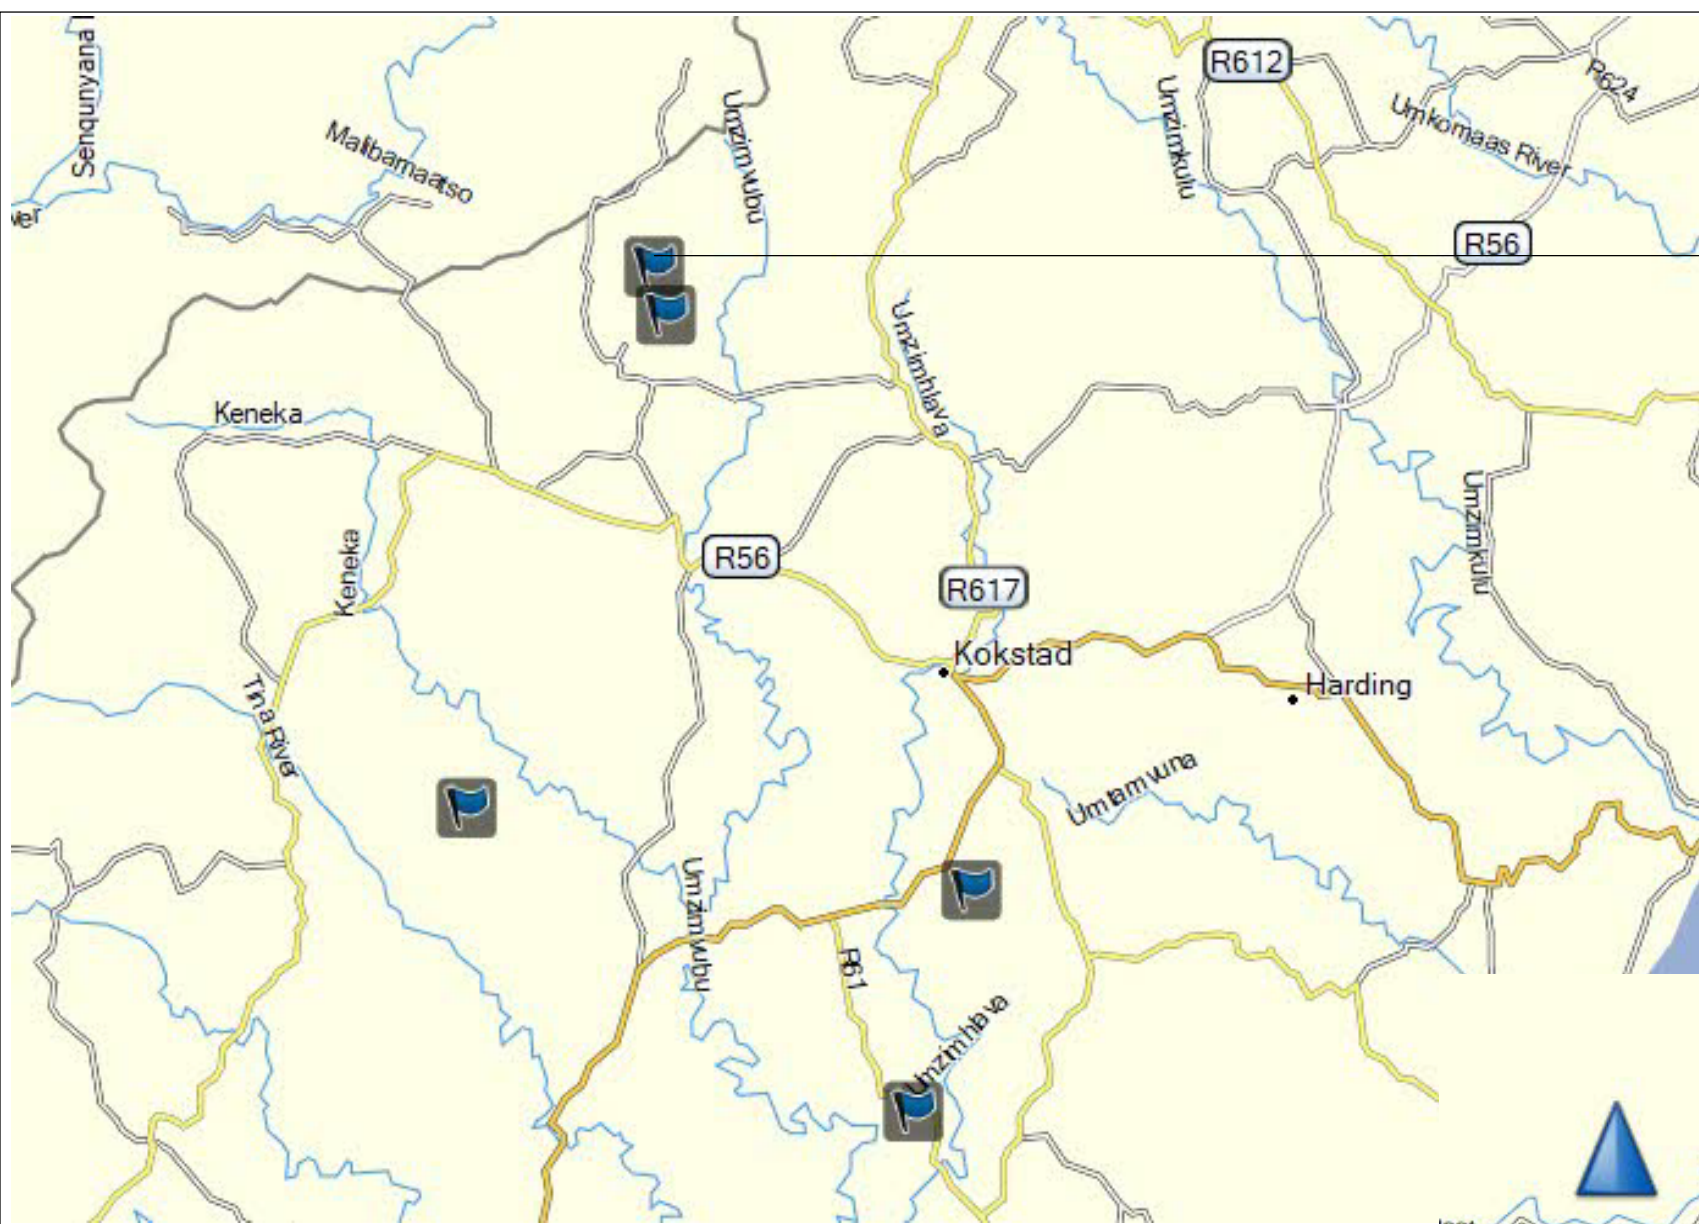 Senqunyana
R612
R624
Malibamaatso
Umzimvubu
Umzimkulu
Umkomaas River
R56
Umzimhlava
Keneka
Umzimkulu
Keneka
R56
R617
Kokstad
Harding
Tina River
Umtamvuna
Umzimvubu
R61
Umzimhlava